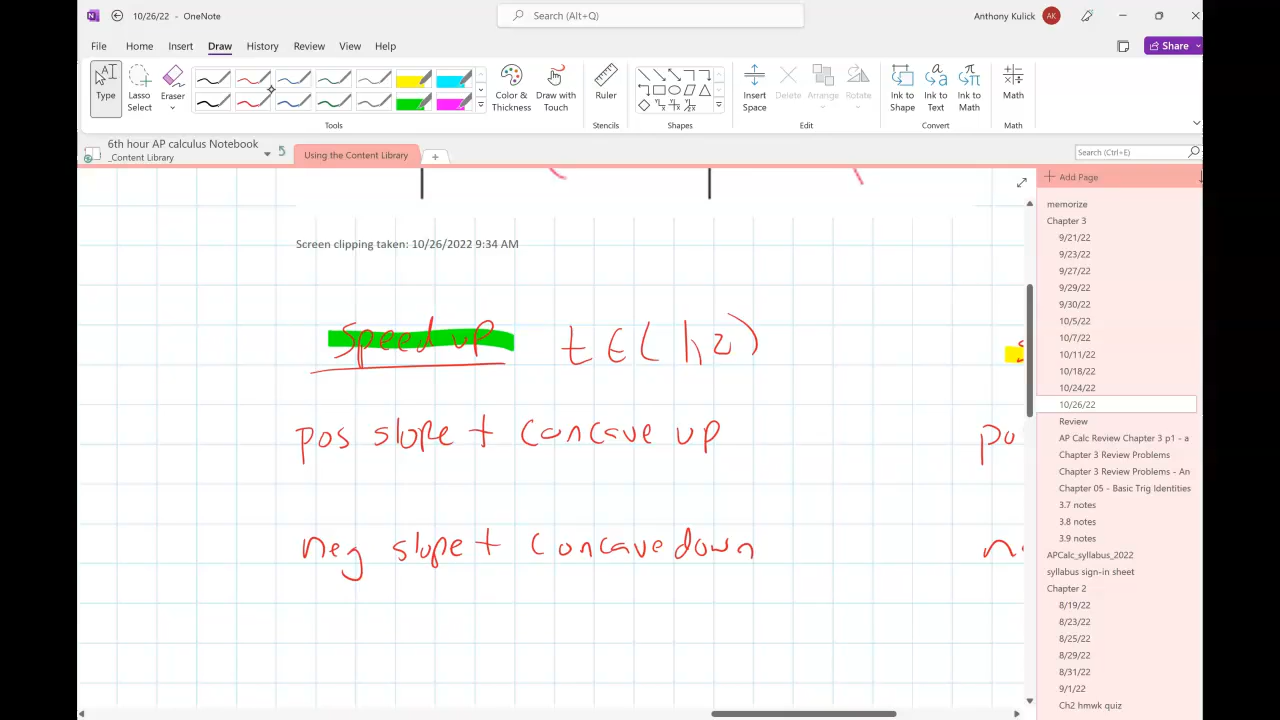 10/26/22 - OneNote
Search (Alt+Q)
Anthony Kulick
AK
File Home Insert Draw History Review View Help
Share
Type
Lasso Select
Eraser
Color & Thickness
Draw with Touch
Ruler
Insert Space
Delete
Arrange
Rotate
Ink to Shape
Ink to Text
Ink to Math
Math
Tools
Stencils
Shapes
Edit
Convert
Math
6th hour AP calculus Notebook
_Content Library
Using the Content Library
Search (Ctrl+E)
Screen clipping taken: 10/26/2022 9:34 AM
Speed up t ∈ ( 1,2 )
pos slope + concave up
po
neg slope + concave down
Add Page
memorize
Chapter 3
9/21/22
9/23/22
9/27/22
9/29/22
9/30/22
10/5/22
10/7/22
10/11/22
10/18/22
10/24/22
10/26/22
Review
AP Calc Review Chapter 3 p1 - a
Chapter 3 Review Problems
Chapter 3 Review Problems - An
Chapter 05 - Basic Trig Identities
3.7 notes
3.8 notes
3.9 notes
APCalc_syllabus_2022
syllabus sign-in sheet
Chapter 2
8/19/22
8/23/22
8/25/22
8/29/22
8/31/22
9/1/22
Ch2 hmwk quiz